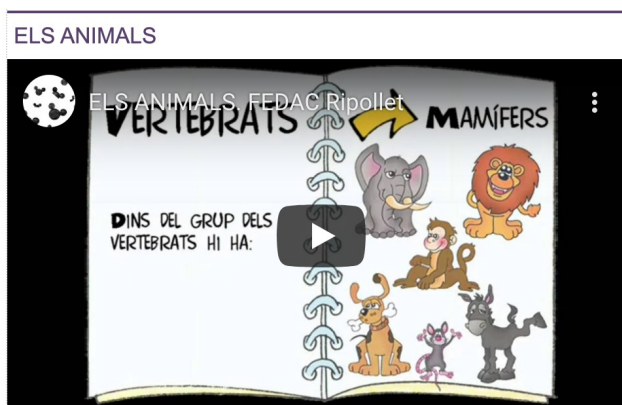 ELS ANIMALS
ELS ANIMALS. FEDAC Ripollet
VERTEBRATS
MAMÍFERS
DINS DEL GRUP DELS
VERTEBRATS HI HA: